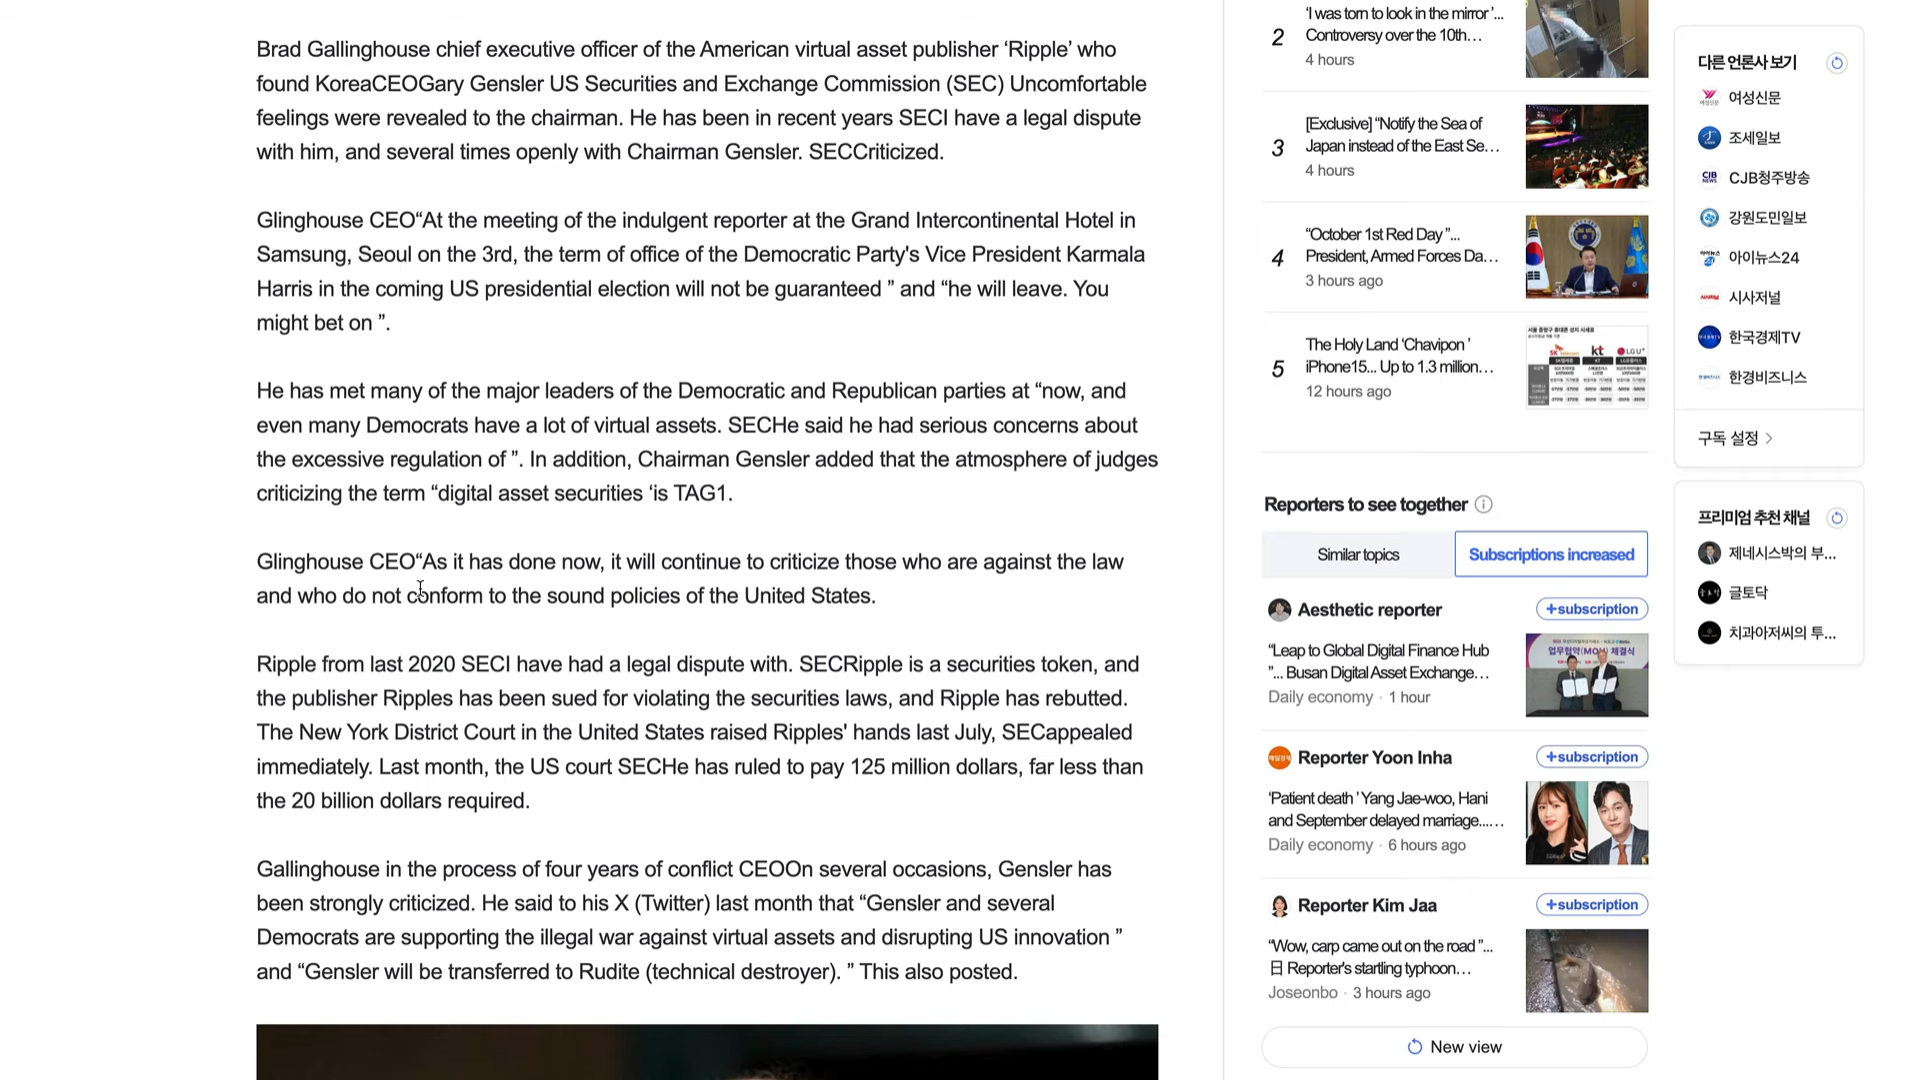 Brad Gallinghouse chief executive officer of the American virtual asset publisher ‘Ripple’ who
found KoreaCEOGary Gensler US Securities and Exchange Commission (SEC) Uncomfortable
feelings were revealed to the chairman. He has been in recent years SECI have a legal dispute
with him, and several times openly with Chairman Gensler. SECCriticized.
Glinghouse CEO“At the meeting of the indulgent reporter at the Grand Intercontinental Hotel in
Samsung, Seoul on the 3rd, the term of office of the Democratic Party's Vice President Karmala
Harris in the coming US presidential election will not be guaranteed ” and “he will leave. You
might bet on ”.
He has met many of the major leaders of the Democratic and Republican parties at “now, and
even many Democrats have a lot of virtual assets. SECHe said he had serious concerns about
the excessive regulation of ”. In addition, Chairman Gensler added that the atmosphere of judges
criticizing the term “digital asset securities ‘is TAG1.
Glinghouse CEO“As it has done now, it will continue to criticize those who are against the law
and who do not conform to the sound policies of the United States.
Ripple from last 2020 SECI have had a legal dispute with. SECRipple is a securities token, and
the publisher Ripples has been sued for violating the securities laws, and Ripple has rebutted.
The New York District Court in the United States raised Ripples' hands last July, SECappealed
immediately. Last month, the US court SECHe has ruled to pay 125 million dollars, far less than
the 20 billion dollars required.
Gallinghouse in the process of four years of conflict CEOOn several occasions, Gensler has
been strongly criticized. He said to his X (Twitter) last month that “Gensler and several
Democrats are supporting the illegal war against virtual assets and disrupting US innovation ”
and “Gensler will be transferred to Rudite (technical destroyer). ” This also posted.
2
‘I was torn to look in the mirror ’...
Controversy over the 10th...
4 hours
3
[Exclusive] “Notify the Sea of
Japan instead of the East Se...
4 hours
4
“October 1st Red Day ”...
President, Armed Forces Da...
3 hours ago
5
The Holy Land ‘Chavipon ’
iPhone15... Up to 1.3 million...
12 hours ago
SK telecom kt LG U+
Reporters to see together
Similar topics
Subscriptions increased
Aesthetic reporter
+subscription
“Leap to Global Digital Finance Hub
”... Busan Digital Asset Exchange...
Daily economy · 1 hour
업무협약(MOU) 체결식
Reporter Yoon Inha
+subscription
‘Patient death ’ Yang Jae-woo, Hani
and September delayed marriage......
Daily economy · 6 hours ago
Reporter Kim Jaa
+subscription
“Wow, carp came out on the road ”...
日 Reporter's startling typhoon...
Joseonbo · 3 hours ago
New view
다른 언론사 보기
여성신문
조세일보
CJB NEWS
CJB청주방송
강원도민일보
아이뉴스24
시사저널
한국경제TV
한경비즈니스
구독 설정 >
프리미엄 추천 채널
제네시스박의 부...
글토닥
치과아저씨의 투...